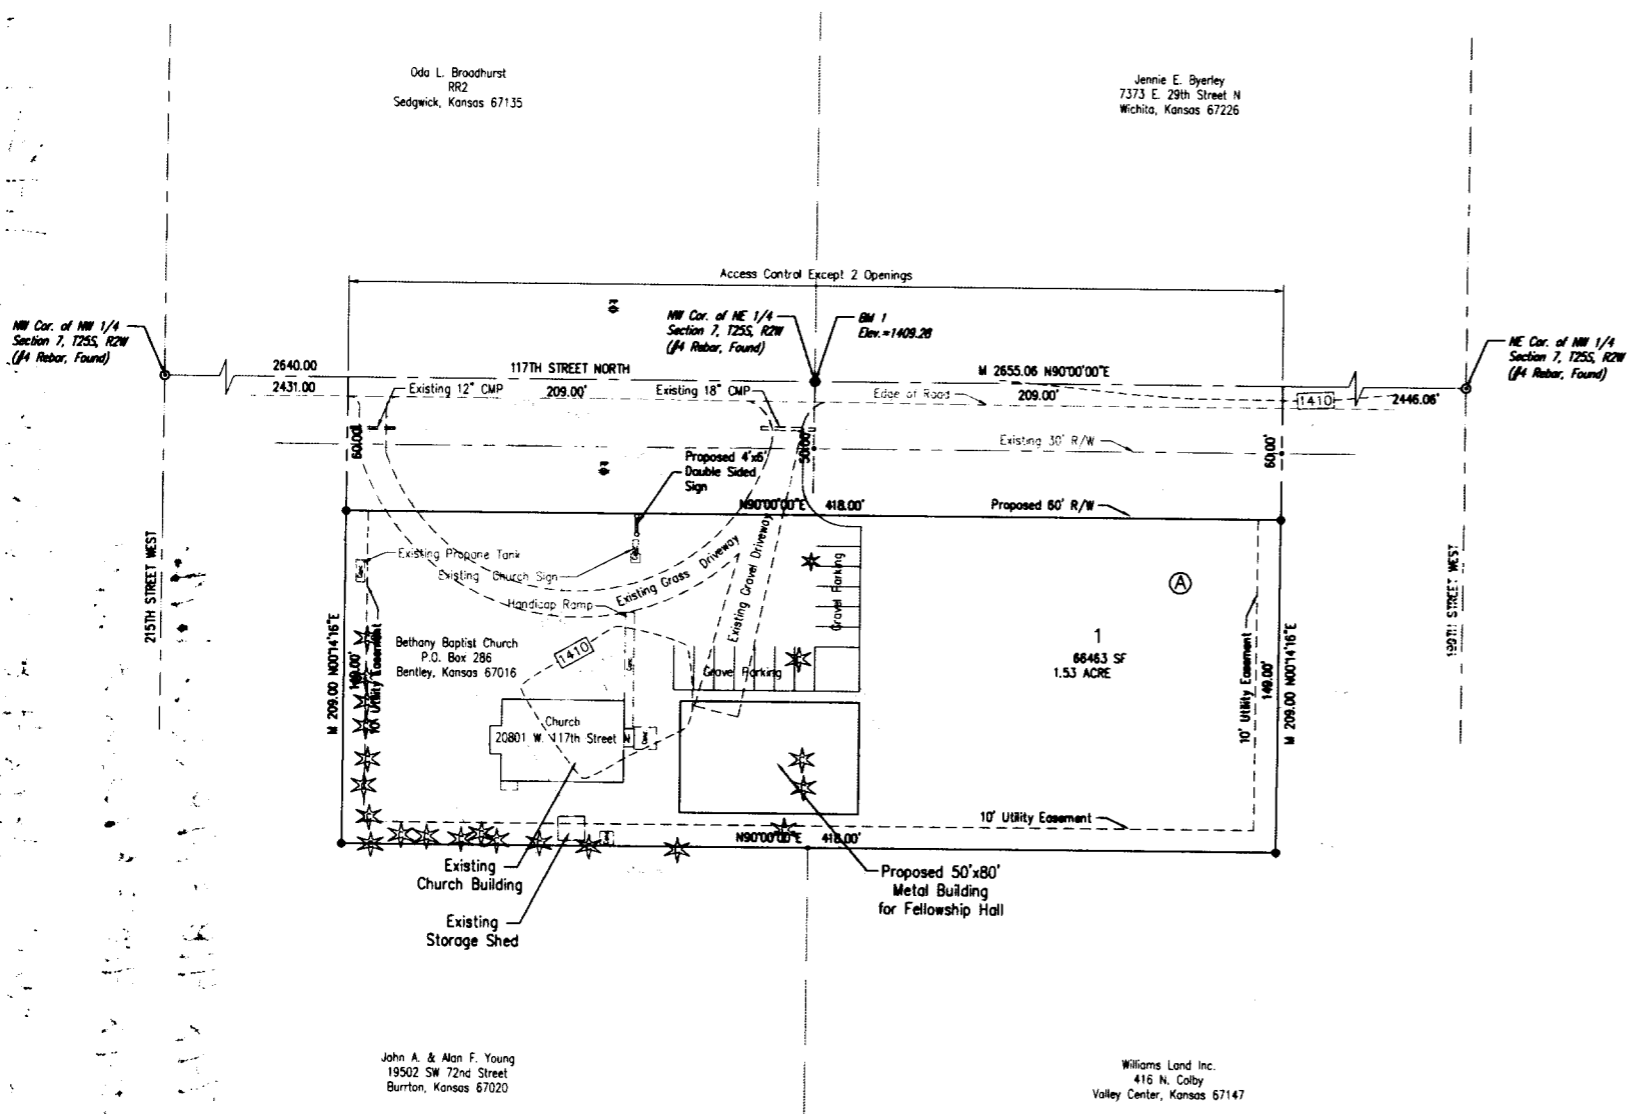 Oda L. Broadhurst
RR2
Sedgwick, Kansas 67135
Jennie E. Byerley
7373 E. 29th Street N
Wichita, Kansas 67226
Access Control Except 2 Openings
NW Cor. of NW 1/4
Section 7, T25S, R2W
(#4 Rebar, Found)
NW Cor. of NE 1/4
Section 7, T25S, R2W
(#4 Rebar, Found)
BM 1
Elev.=1409.28
NE Cor. of NW 1/4
Section 7, T25S, R2W
(#4 Rebar, Found)
2640.00
2431.00
117TH STREET NORTH
209.00'
M 2655.06 N90°00'00"E
209.00'
2446.06'
Existing 12" CMP
Existing 18" CMP
Edge of Road
1410
60.00'
50.00'
60.00'
Existing 30' R/W
Proposed 4'x6'
Double Sided
Sign
N90°00'00"E 418.00'
Proposed 60' R/W
215TH STREET WEST
199TH STREET WEST
Existing Propane Tank
Conc.
Existing Church Sign
Conc.
Handicap Ramp
Existing Grass Driveway
Existing Gravel Driveway
Gravel Parking
Gravel Parking
A
1
66463 SF
1.53 ACRE
Bethany Baptist Church
P.O. Box 286
Bentley, Kansas 67016
1410
M 209.00 N00°14'16"E
149.00'
10' Utility Easement
10' Utility Easement
149.00'
M 209.00 N00°14'16"E
Church
20801 W. 117th Street
Conc.
10' Utility Easement
N90°00'00"E 418.00'
Existing
Church Building
Existing
Storage Shed
Proposed 50'x80'
Metal Building
for Fellowship Hall
John A. & Alan F. Young
19502 SW 72nd Street
Burrton, Kansas 67020
Williams Land Inc.
416 N. Colby
Valley Center, Kansas 67147